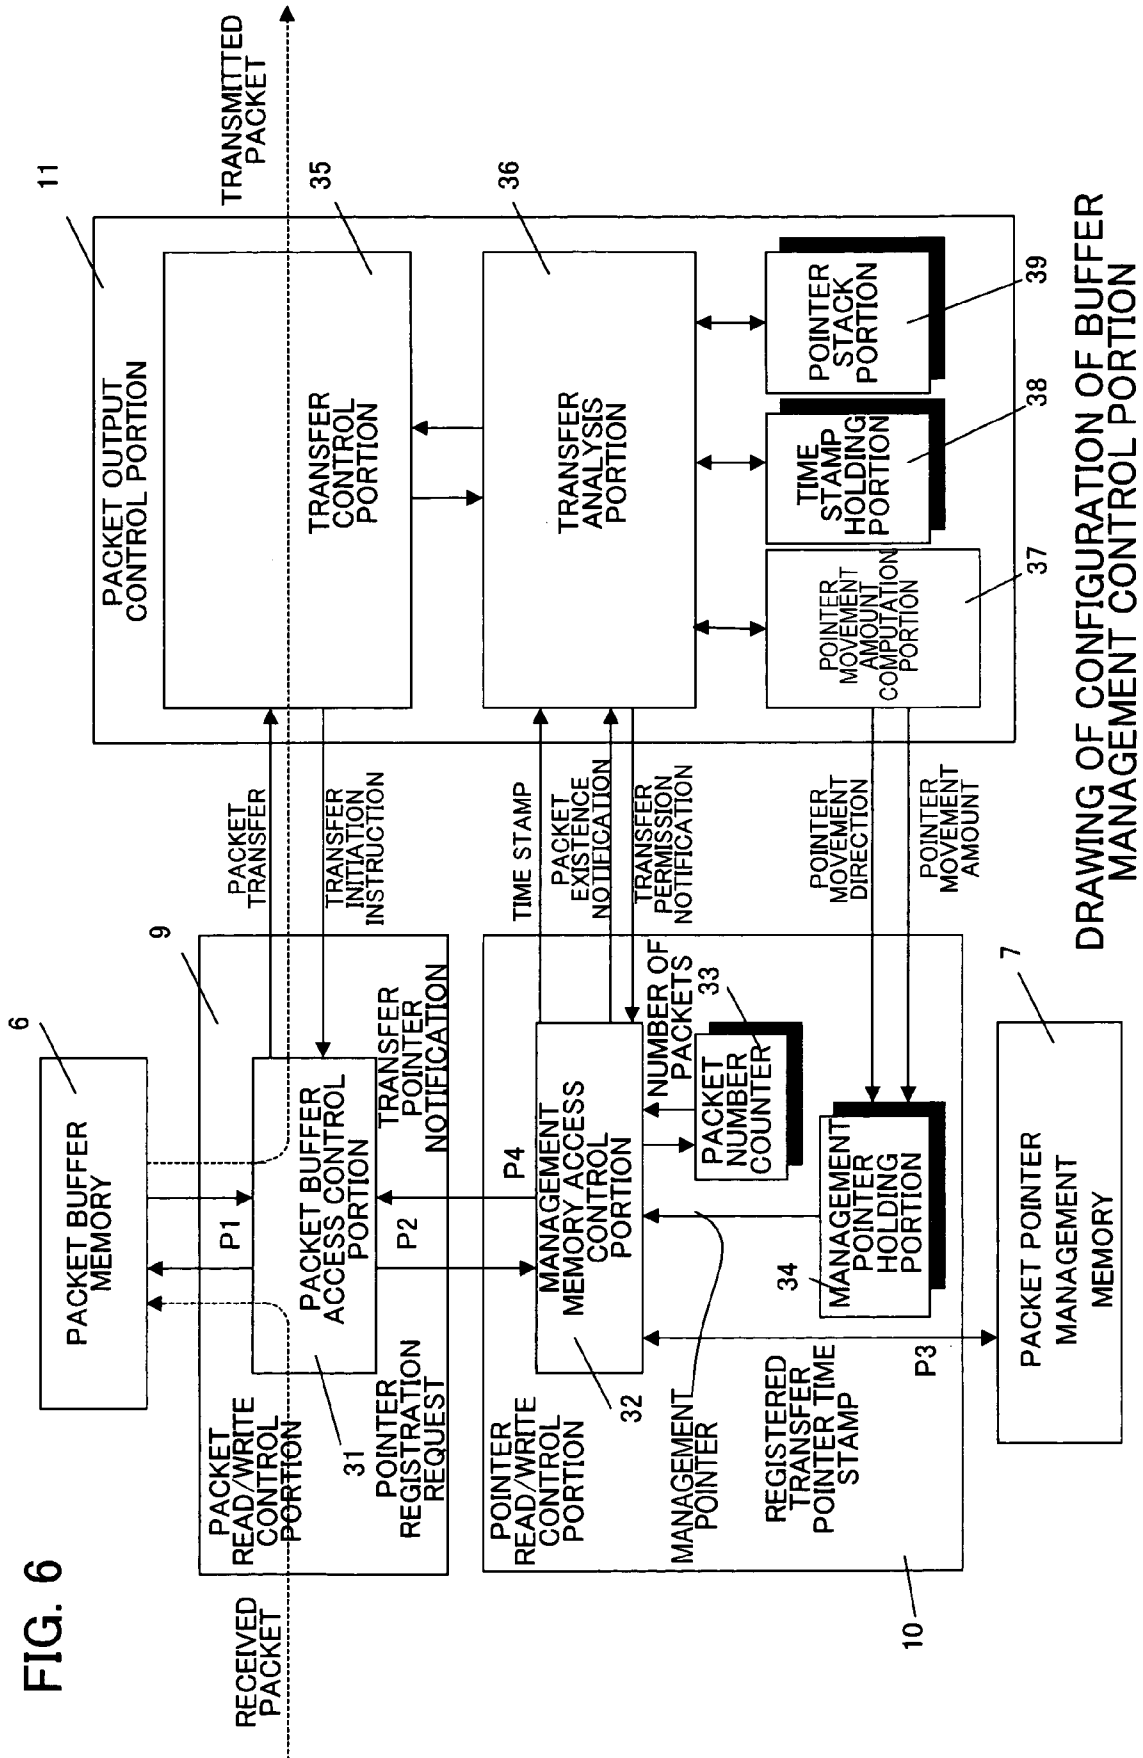 FIG. 6
RECEIVED
PACKET
6
PACKET BUFFER
MEMORY
9
PACKET
READ/WRITE
CONTROL
PORTION
P1
PACKET BUFFER
ACCESS CONTROL
PORTION
31
TRANSFER
POINTER
NOTIFICATION
POINTER
REGISTRATION
REQUEST
P2
P4
POINTER
READ/WRITE
CONTROL
PORTION
MANAGEMENT
MEMORY ACCESS
CONTROL
PORTION
32
NUMBER OF
PACKETS
33
PACKET
NUMBER
COUNTER
MANAGEMENT
POINTER
34
MANAGEMENT
POINTER
HOLDING
PORTION
REGISTERED
TRANSFER
POINTER TIME
STAMP
P3
10
7
PACKET POINTER
MANAGEMENT
MEMORY
PACKET
TRANSFER
TRANSFER
INITIATION
INSTRUCTION
TIME STAMP
PACKET
EXISTENCE
NOTIFICATION
TRANSFER
PERMISSION
NOTIFICATION
POINTER
MOVEMENT
DIRECTION
POINTER
MOVEMENT
AMOUNT
11
PACKET OUTPUT
CONTROL PORTION
TRANSMITTED
PACKET
35
TRANSFER
CONTROL
PORTION
36
TRANSFER
ANALYSIS
PORTION
POINTER
MOVEMENT
AMOUNT
COMPUTATION
PORTION
37
TIME
STAMP
HOLDING
PORTION
38
POINTER
STACK
PORTION
39
DRAWING OF CONFIGURATION OF BUFFER
MANAGEMENT CONTROL PORTION